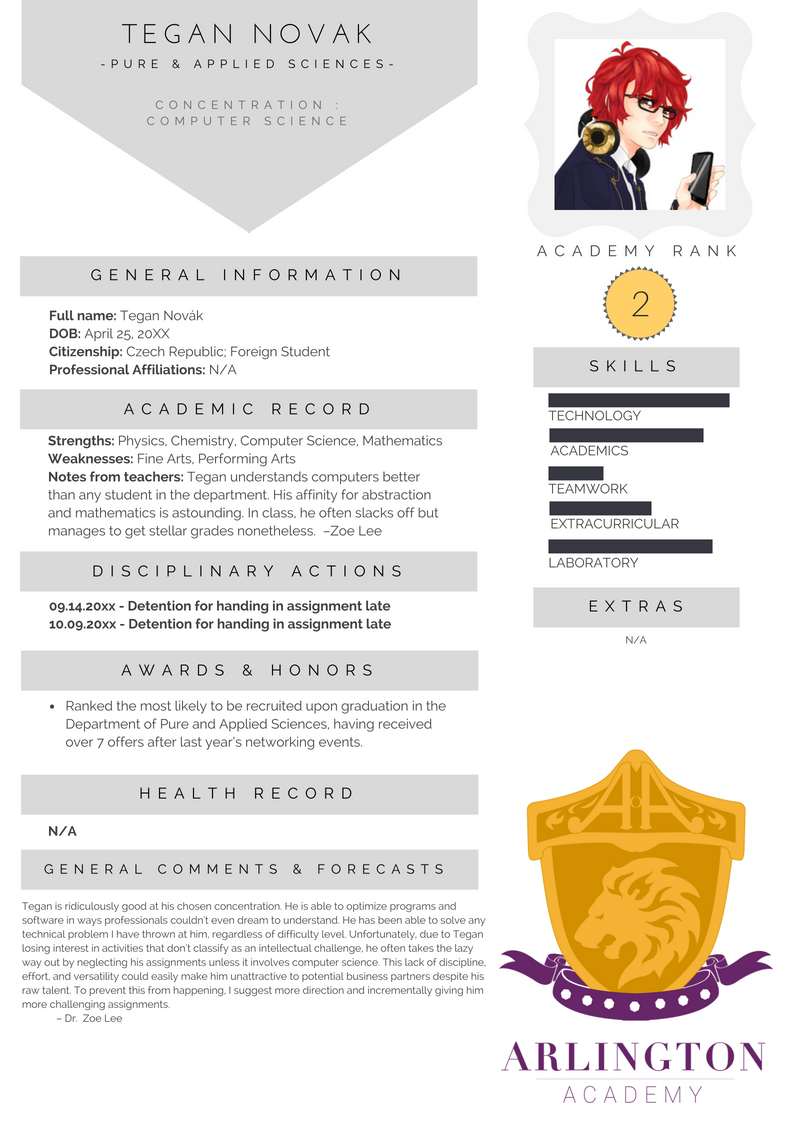 TEGAN NOVAK
-PURE & APPLIED SCIENCES-
CONCENTRATION :
COMPUTER SCIENCE
GENERAL INFORMATION
Full name: Tegan Novák
DOB: April 25, 20XX
Citizenship: Czech Republic; Foreign Student
Professional Affiliations: N/A
ACADEMIC RECORD
Strengths: Physics, Chemistry, Computer Science, Mathematics
Weaknesses: Fine Arts, Performing Arts
Notes from teachers: Tegan understands computers better
than any student in the department. His affinity for abstraction
and mathematics is astounding. In class, he often slacks off but
manages to get stellar grades nonetheless. –Zoe Lee
DISCIPLINARY ACTIONS
09.14.20xx - Detention for handing in assignment late
10.09.20xx - Detention for handing in assignment late
AWARDS & HONORS
• Ranked the most likely to be recruited upon graduation in the
Department of Pure and Applied Sciences, having received
over 7 offers after last year's networking events.
HEALTH RECORD
N/A
GENERAL COMMENTS & FORECASTS
Tegan is ridiculously good at his chosen concentration. He is able to optimize programs and
software in ways professionals couldn't even dream to understand. He has been able to solve any
technical problem I have thrown at him, regardless of difficulty level. Unfortunately, due to Tegan
losing interest in activities that don't classify as an intellectual challenge, he often takes the lazy
way out by neglecting his assignments unless it involves computer science. This lack of discipline,
effort, and versatility could easily make him unattractive to potential business partners despite his
raw talent. To prevent this from happening, I suggest more direction and incrementally giving him
more challenging assignments.
– Dr. Zoe Lee
ACADEMY RANK
2
SKILLS
TECHNOLOGY
ACADEMICS
TEAMWORK
EXTRACURRICULAR
LABORATORY
EXTRAS
N/A
AoA
ARLINGTON
ACADEMY